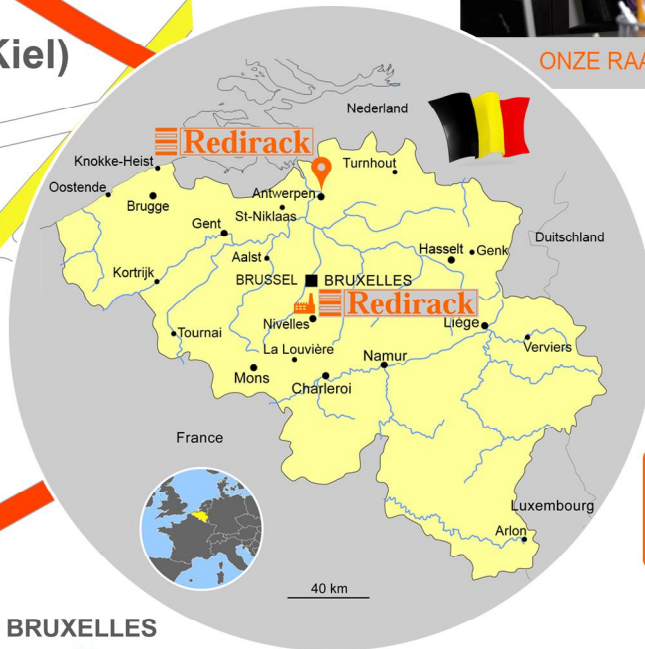 Kiel)
ONZE RAA
Nederland
Redirack
Turnhout
Knokke-Heist
Oostende
Antwerpen
Brugge
St-Niklaas
Gent
Duitschland
Hasselt
Genk
Aalst
Kortrijk
BRUSSEL
BRUXELLES
Redirack
Nivelles
Liège
Tournai
Verviers
La Louvière
Namur
Mons
Charleroi
France
Luxembourg
Arlon
40 km
BRUXELLES